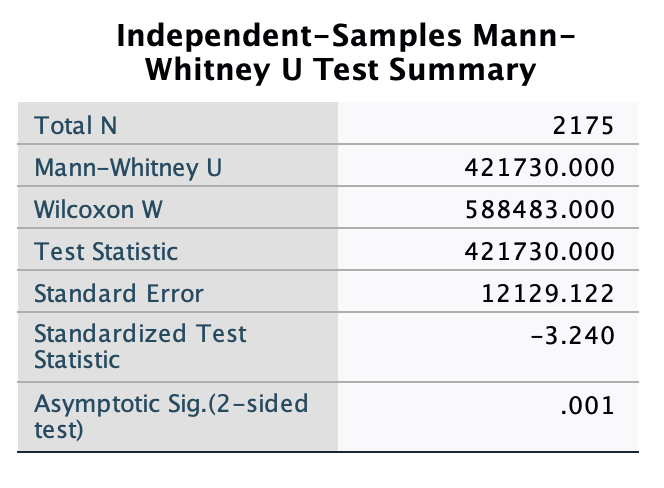 Independent-Samples Mann-
Whitney U Test Summary
Total N 2175
Mann-Whitney U 421730.000
Wilcoxon W 588483.000
Test Statistic 421730.000
Standard Error 12129.122
Standardized Test
Statistic -3.240
Asymptotic Sig.(2-sided
test) .001